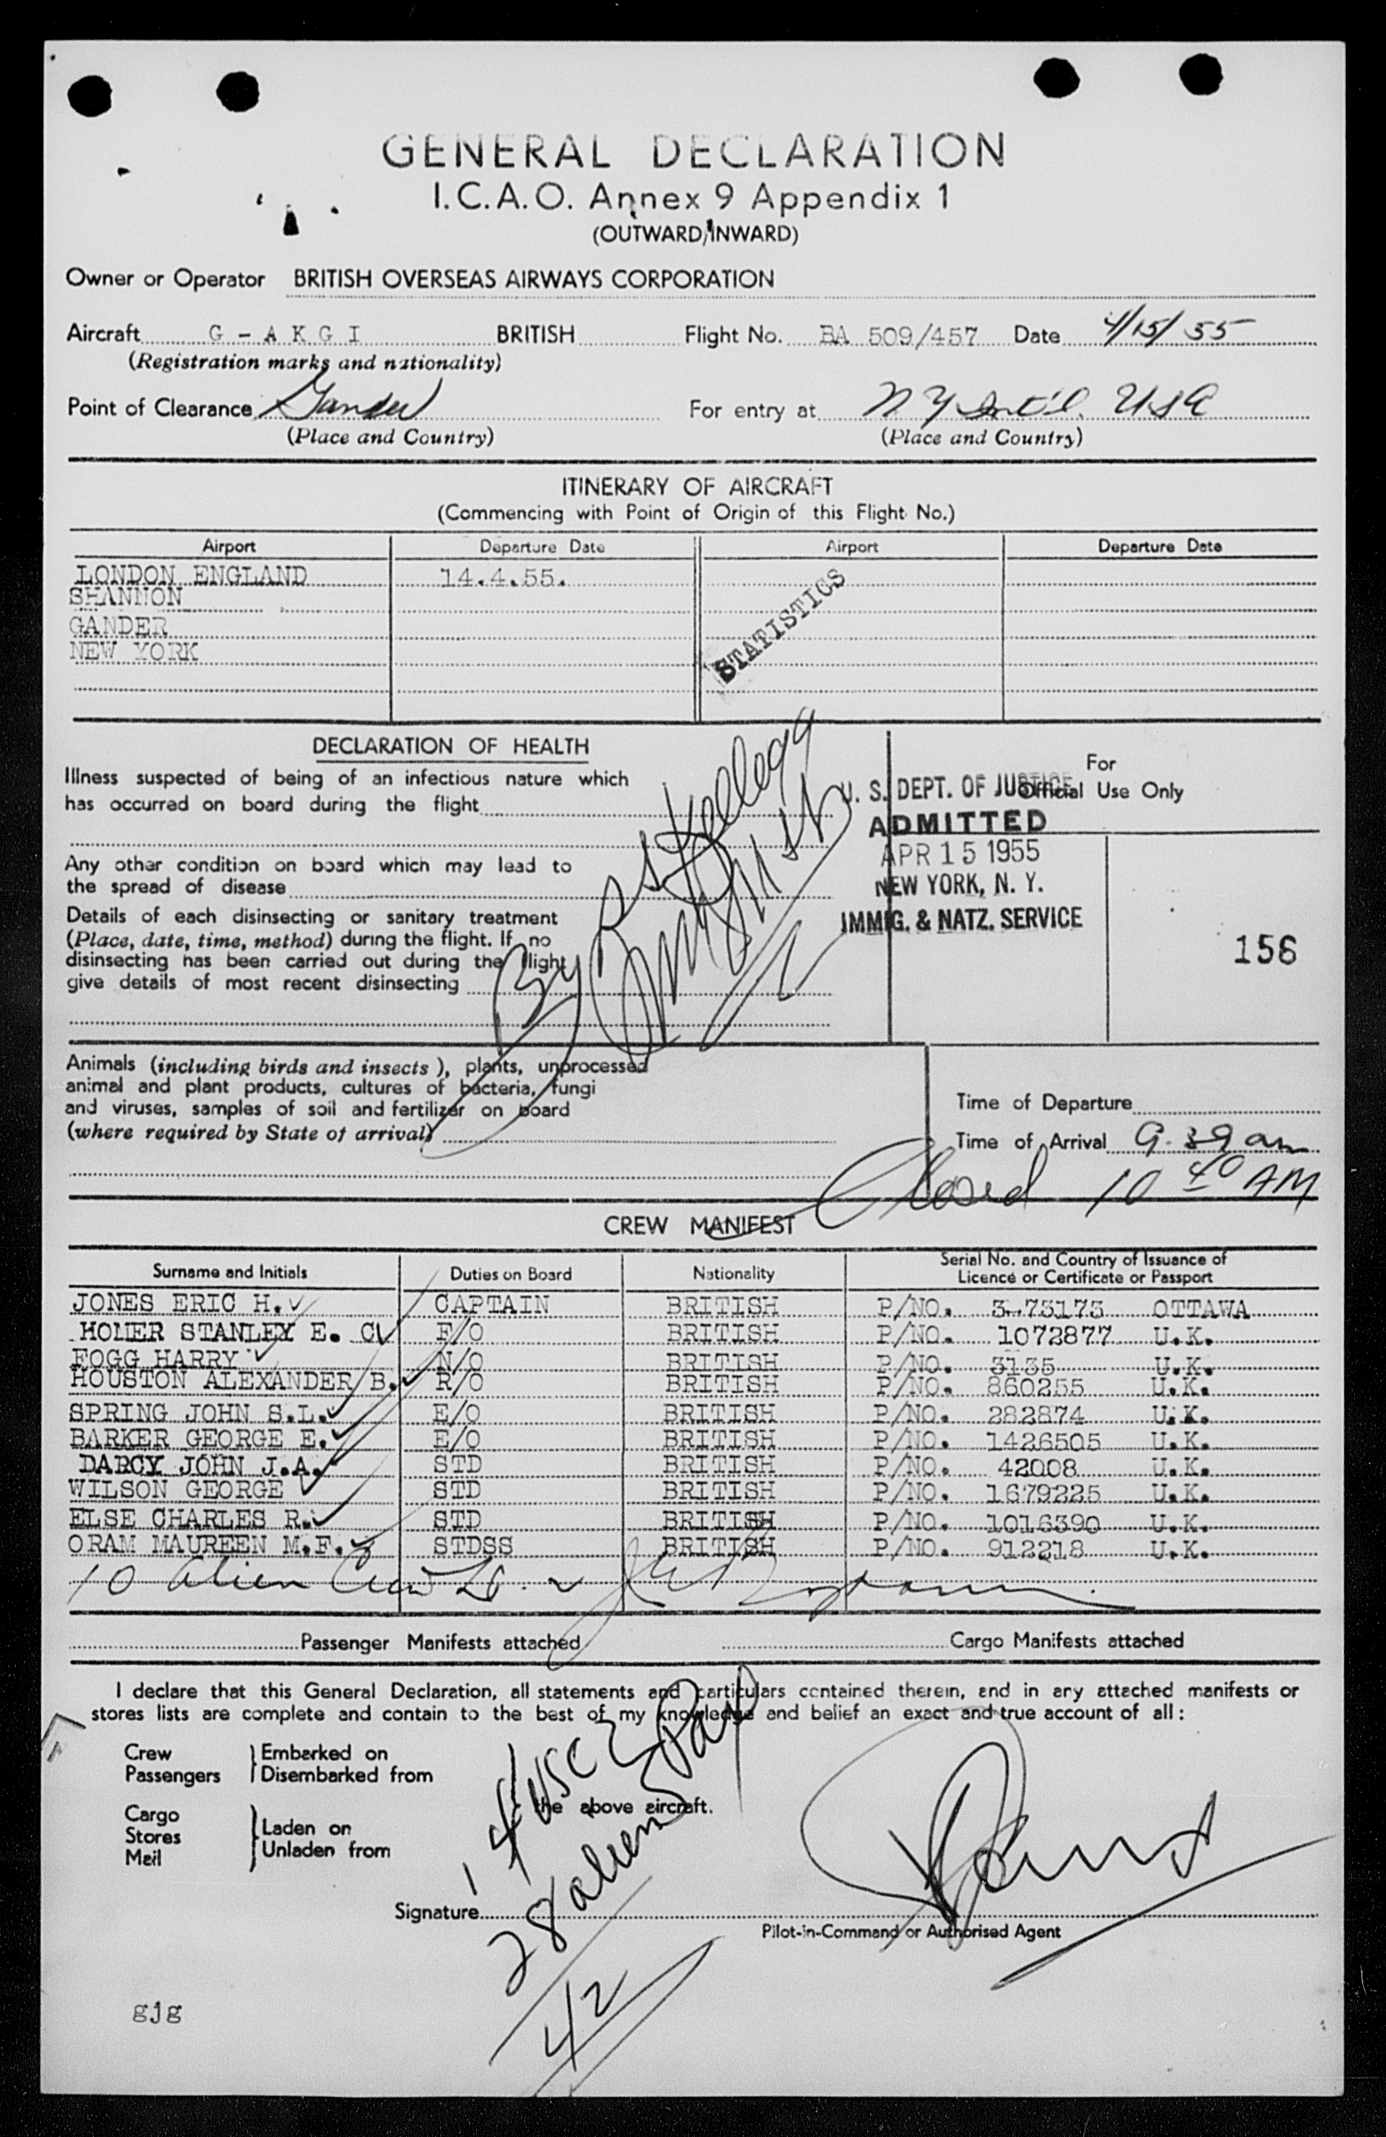 GENERAL DECLARATION
I.C.A.O. Annex 9 Appendix 1
(OUTWARD/INWARD)
Owner or Operator BRITISH OVERSEAS AIRWAYS CORPORATION
Aircraft G - A K G I BRITISH Flight No. BA 509/457 Date 4/15/55
(Registration marks and nationality)
Point of Clearance Gander For entry at N Y Int'l. USA
(Place and Country) (Place and Country)
ITINERARY OF AIRCRAFT
(Commencing with Point of Origin of this Flight No.)
Airport Departure Date Airport Departure Date
LONDON ENGLAND 14.4.55.
SHANNON
GANDER
NEW YORK
STATISTICS
DECLARATION OF HEALTH
Illness suspected of being of an infectious nature which
has occurred on board during the flight
Any other condition on board which may lead to
the spread of disease
Details of each disinsecting or sanitary treatment
(Place, date, time, method) during the flight. If no
disinsecting has been carried out during the flight
give details of most recent disinsecting
By R S Kellogg
For
Official Use Only
U. S. DEPT. OF JUSTICE
ADMITTED
APR 15 1955
NEW YORK, N. Y.
IMMIG. & NATZ. SERVICE
156
Animals (including birds and insects), plants, unprocessed
animal and plant products, cultures of bacteria, fungi
and viruses, samples of soil and fertilizer on board
(where required by State of arrival)
Time of Departure
Time of Arrival 9.39 am
Closed 10 40 AM
CREW MANIFEST
Surname and Initials Duties on Board Nationality Serial No. and Country of Issuance of Licence or Certificate or Passport
JONES ERIC H. CAPTAIN BRITISH P/NO. 3-73173 OTTAWA
HOMER STANLEY E. C F/O BRITISH P/NO. 1072877 U.K.
FOGG HARRY N/O BRITISH P/NO. 3135 U.K.
HOUSTON ALEXANDER B. R/O BRITISH P/NO. 860255 U.K.
SPRING JOHN S.L. E/O BRITISH P/NO. 282874 U.K.
BARKER GEORGE E. E/O BRITISH P/NO. 1426505 U.K.
DARCY JOHN J.A. STD BRITISH P/NO. 42008 U.K.
WILSON GEORGE STD BRITISH P/NO. 1679225 U.K.
ELSE CHARLES R. STD BRITISH P/NO. 1016390 U.K.
ORAM MAUREEN M.F. STDSS BRITISH P/NO. 912218 U.K.
10 alien Crew
Passenger Manifests attached Cargo Manifests attached
I declare that this General Declaration, all statements and particulars contained therein, and in any attached manifests or
stores lists are complete and contain to the best of my knowledge and belief an exact and true account of all :
Crew
Passengers
Embarked on
Disembarked from
the above aircraft.
Cargo
Stores
Mail
Laden on
Unladen from
14 USC
28 aliens
Pax
42
Signature
Pilot-in-Command or Authorised Agent
gjg